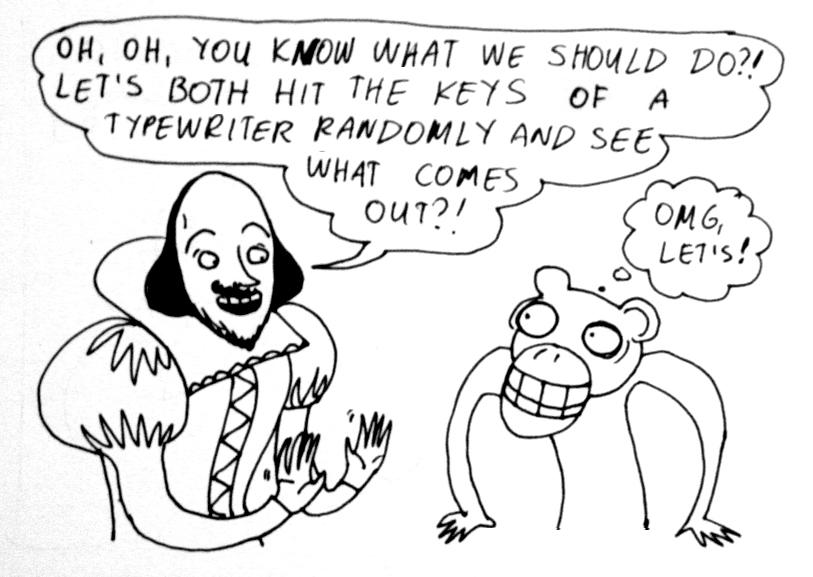 OH, OH, YOU KNOW WHAT WE SHOULD DO?!
LET'S BOTH HIT THE KEYS OF A
TYPEWRITER RANDOMLY AND SEE
WHAT COMES
OUT?!
OMG,
LET'S!